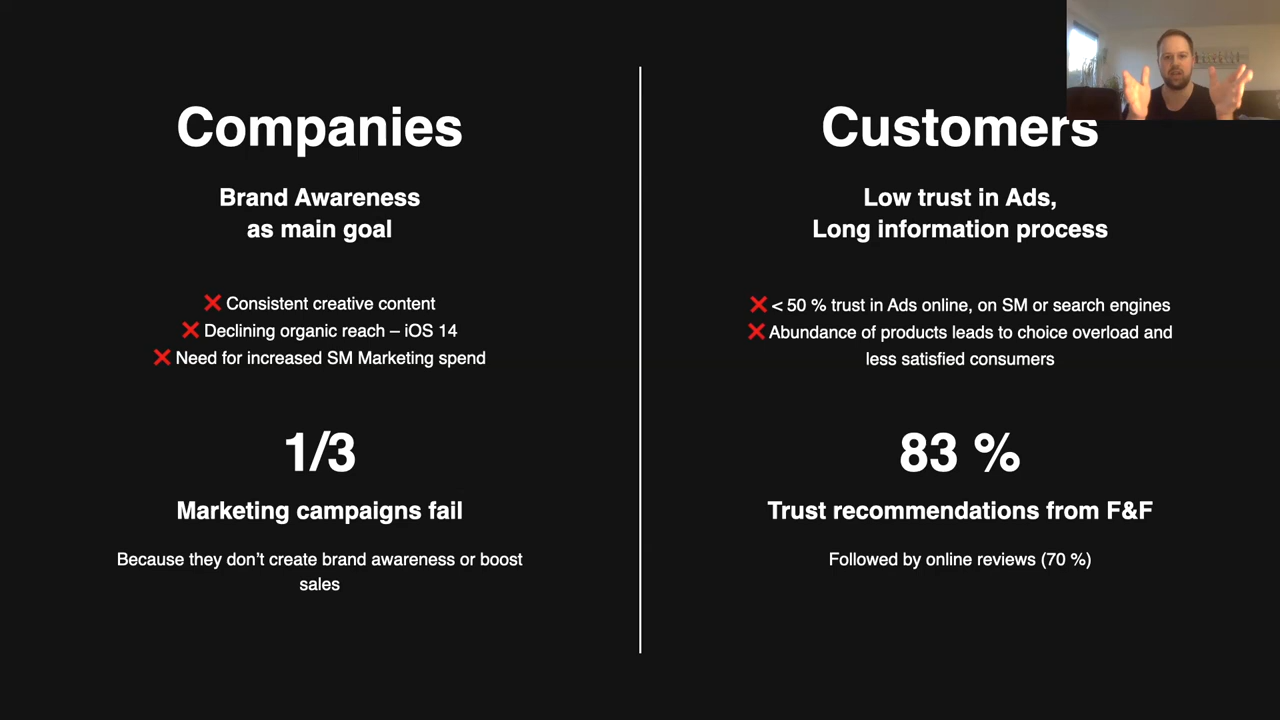 Companies
Brand Awareness
as main goal
❌ Consistent creative content
❌ Declining organic reach – iOS 14
❌ Need for increased SM Marketing spend
1/3
Marketing campaigns fail
Because they don’t create brand awareness or boost
sales
Customers
Low trust in Ads,
Long information process
❌ < 50 % trust in Ads online, on SM or search engines
❌ Abundance of products leads to choice overload and
less satisfied consumers
83 %
Trust recommendations from F&F
Followed by online reviews (70 %)